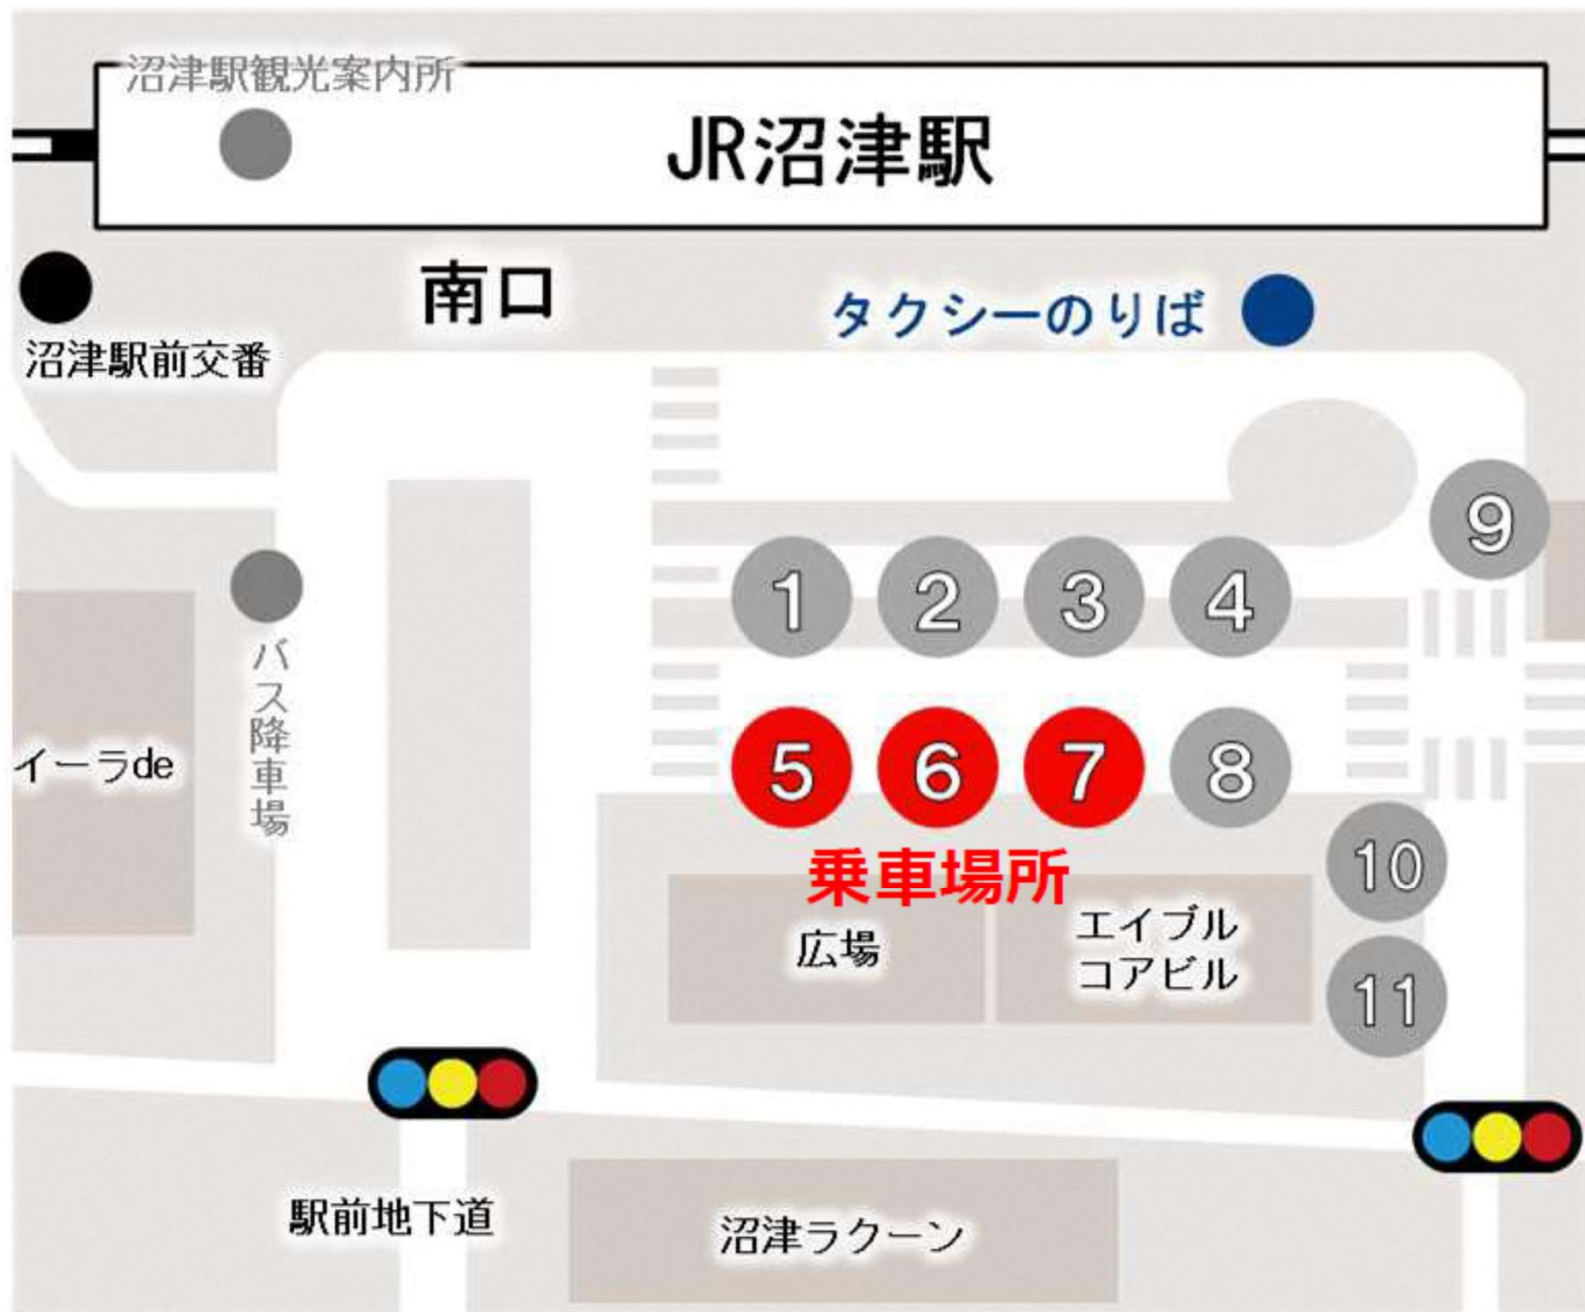 沼津駅観光案内所
JR沼津駅
南口
タクシーのりば
沼津駅前交番
9
1
2
3
4
バス降車場
5
6
7
8
イーラde
乗車場所
10
広場
エイブル
コアビル
11
駅前地下道
沼津ラクーン